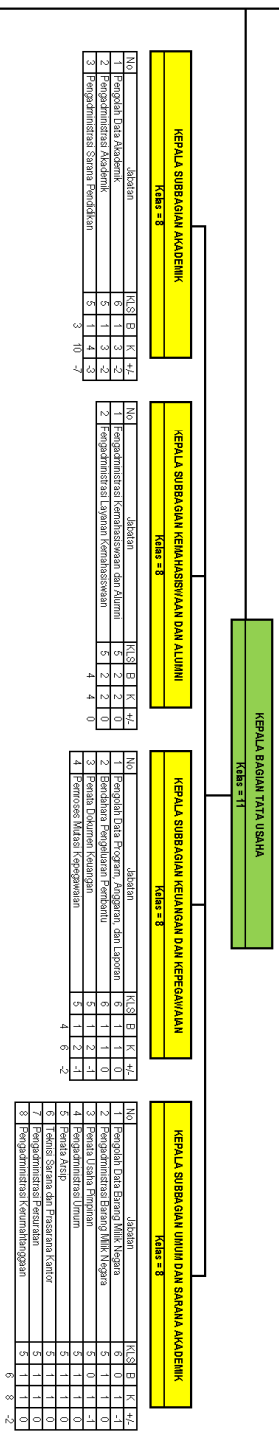 KEPALA BAGIAN TATA USAHA
Kelas = 11
KEPALA SUBBAGIAN AKADEMIK
Kelas = 8
No Jabatan KLS B K +/-
1 Pengolah Data Akademik 6 1 3 -2
2 Pengadministrasi Akademik 5 1 3 -2
3 Pengadministrasi Sarana Pendidikan 5 1 4 -3
3 10 -7
KEPALA SUBBAGIAN KEMAHASISWAAN DAN ALUMNI
Kelas = 8
No Jabatan KLS B K +/-
1 Pengadministrasi Kemahasiswaan dan Alumni 5 2 2 0
2 Pengadministrasi Layanan Kemahasiswaan 5 2 2 0
4 4 0
KEPALA SUBBAGIAN KEUANGAN DAN KEPEGAWAIAN
Kelas = 8
No Jabatan KLS B K +/-
1 Pengolah Data Program, Anggaran, dan Laporan 6 1 1 0
2 Bendahara Pengeluaran Pembantu 6 1 1 0
3 Penata Dokumen Keuangan 5 1 2 -1
4 Pemroses Mutasi Kepegawaian 5 1 2 -1
4 6 -2
KEPALA SUBBAGIAN UMUM DAN SARANA AKADEMIK
Kelas = 8
No Jabatan KLS B K +/-
1 Pengolah Data Barang Milik Negara 6 0 1 -1
2 Pengadministrasi Barang Milik Negara 5 1 1 0
3 Penata Usaha Pimpinan 5 0 1 -1
4 Pengadministrasi Umum 5 1 1 0
5 Penata Arsip 5 1 1 0
6 Teknisi Sarana dan Prasarana Kantor 5 1 1 0
7 Pengadministrasi Persuratan 5 1 1 0
8 Pengadministrasi Kerumahtanggaan 5 1 1 0
6 8 -2